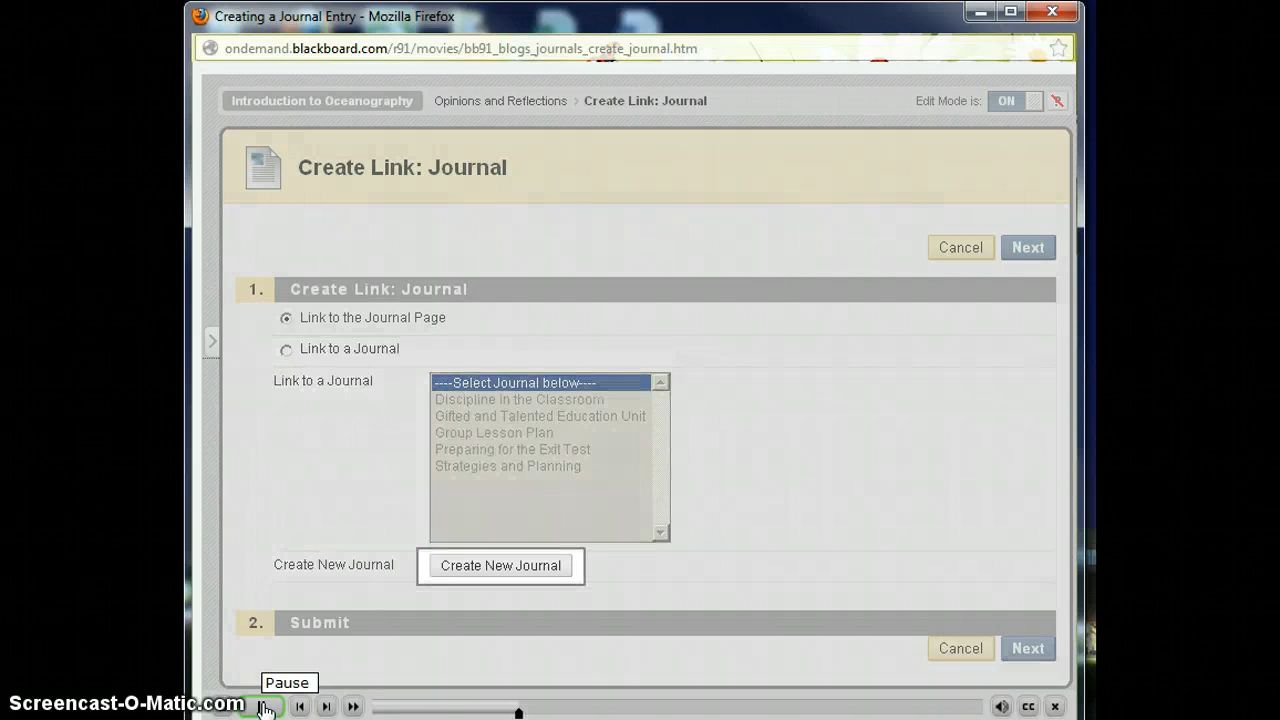 Creating a Journal Entry - Mozilla Firefox
ondemand.blackboard.com/r91/movies/bb91_blogs_journals_create_journal.htm
Introduction to Oceanography Opinions and Reflections > Create Link: Journal Edit Mode is: ON
Create Link: Journal
Cancel Next
1. Create Link: Journal
Link to the Journal Page
Link to a Journal
Link to a Journal ----Select Journal below----
Discipline in the Classroom
Gifted and Talented Education Unit
Group Lesson Plan
Preparing for the Exit Test
Strategies and Planning
Create New Journal Create New Journal
2. Submit
Cancel Next
Pause
Screencast-O-Matic.com CC